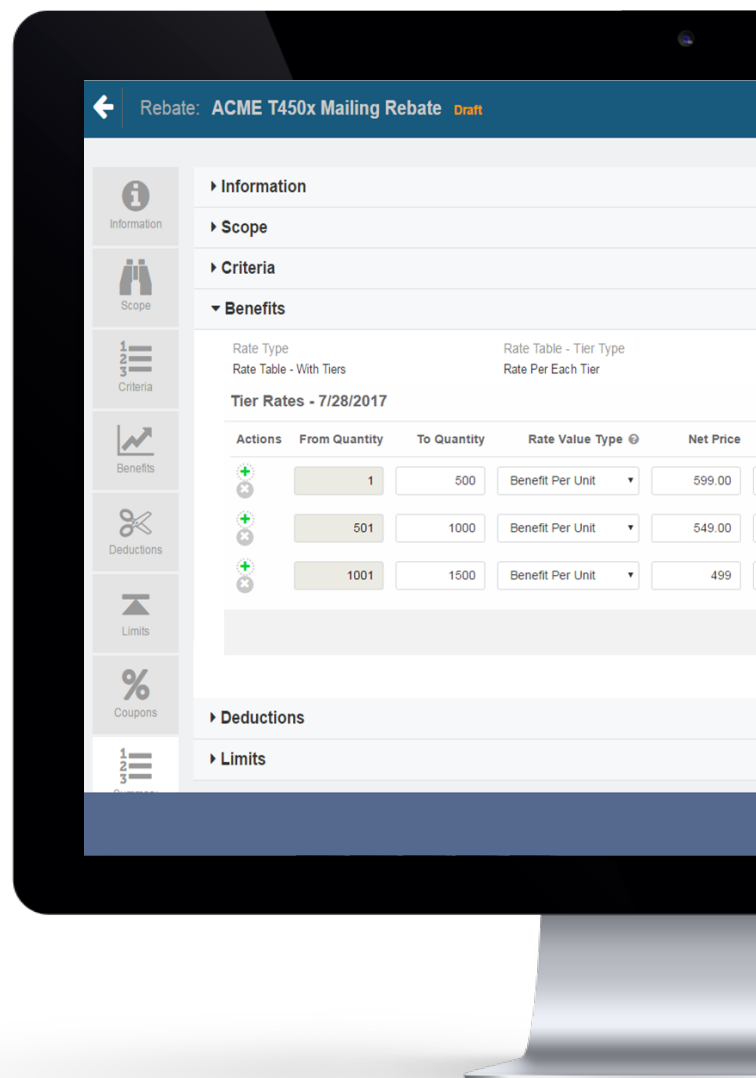 Rebate: ACME T450x Mailing Rebate Draft
Information
Scope
Criteria
Benefits
Deductions
Limits
Coupons
Information
Scope
Criteria
Benefits
Rate Type Rate Table - Tier Type
Rate Table - With Tiers Rate Per Each Tier
Tier Rates - 7/28/2017
Actions From Quantity To Quantity Rate Value Type Net Price
1 500 Benefit Per Unit 599.00
501 1000 Benefit Per Unit 549.00
1001 1500 Benefit Per Unit 499
Deductions
Limits